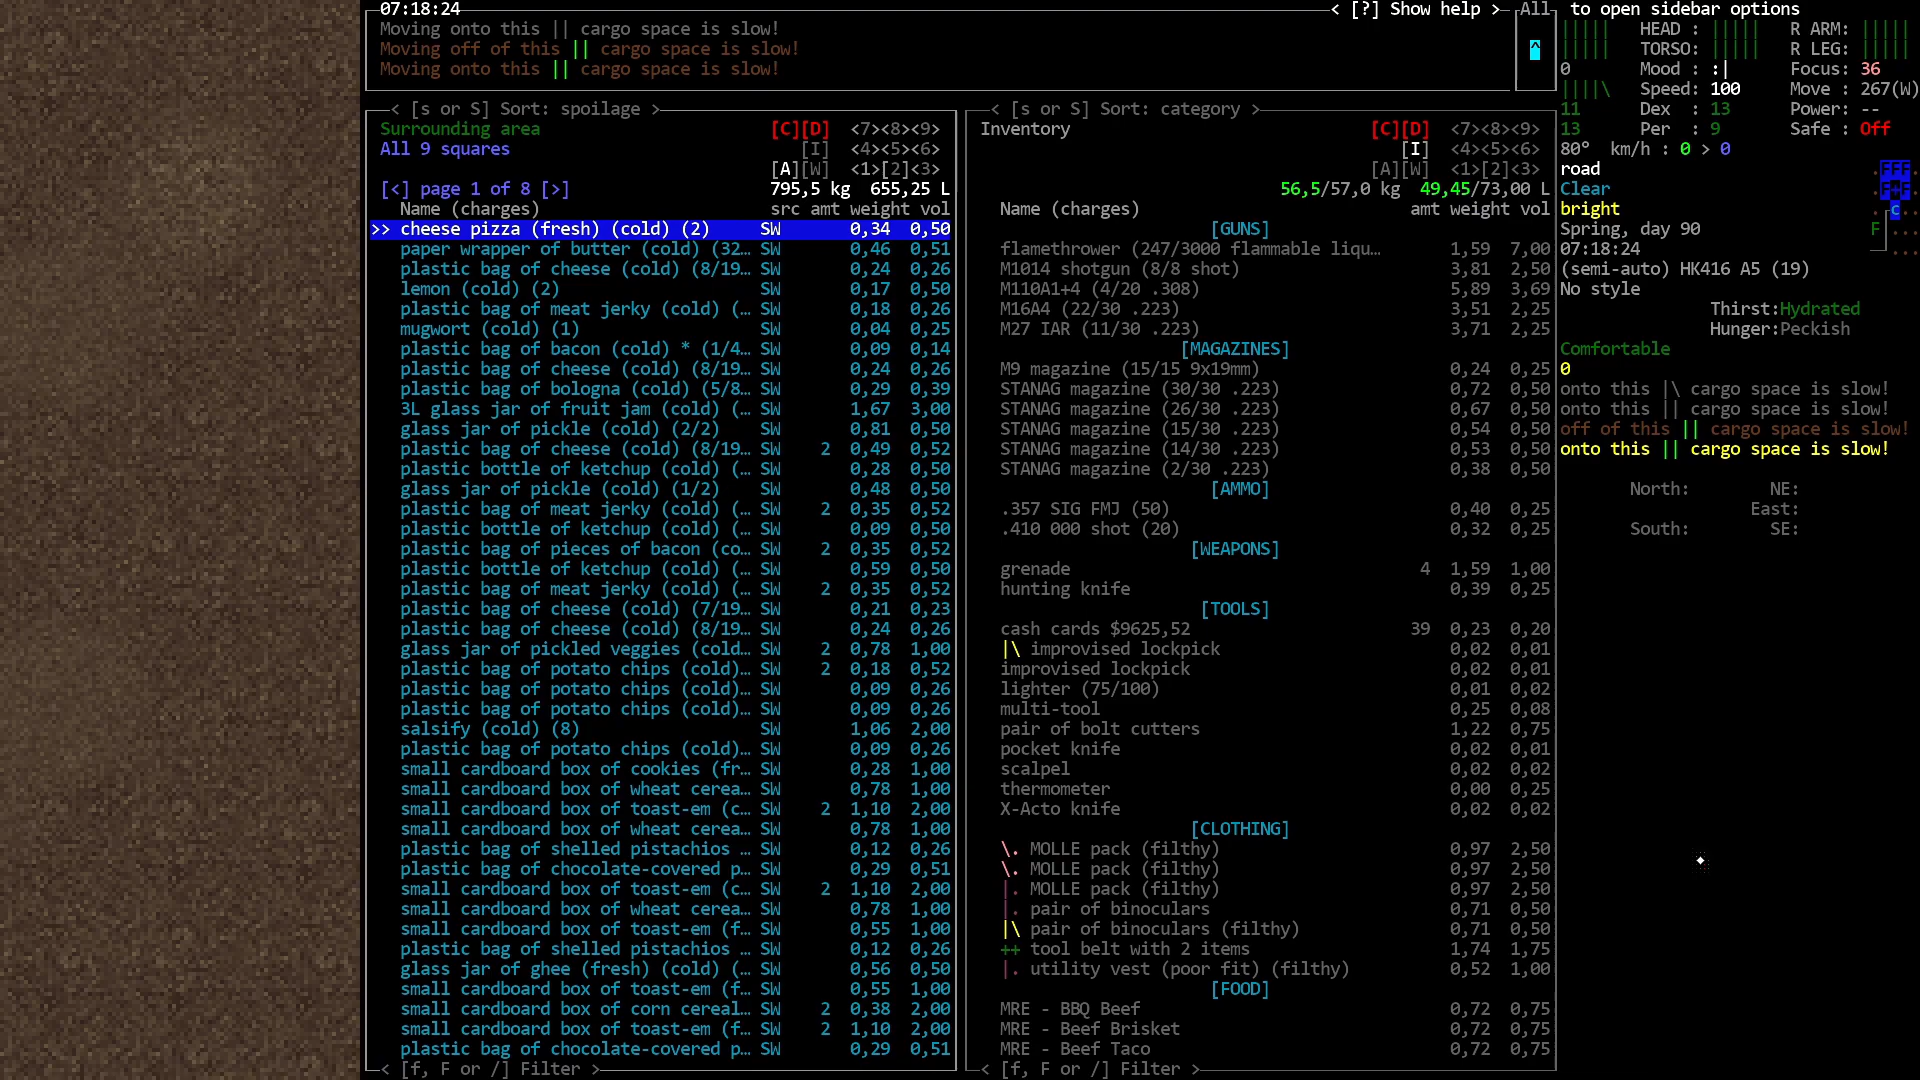 07:18:24 < [?] Show help >
Moving onto this || cargo space is slow!
Moving off of this || cargo space is slow!
Moving onto this || cargo space is slow!
All
^
< [s or S] Sort: spoilage >
Surrounding area [C][D] <7><8><9>
All 9 squares [I] <4><5><6>
[A][W] <1>[2]<3>
[<] page 1 of 8 [>] 795,5 kg 655,25 L
Name (charges) src amt weight vol
>> cheese pizza (fresh) (cold) (2) SW 0,34 0,50
paper wrapper of butter (cold) (32… SW 0,46 0,51
plastic bag of cheese (cold) (8/19… SW 0,24 0,26
lemon (cold) (2) SW 0,17 0,50
plastic bag of meat jerky (cold) (… SW 0,18 0,26
mugwort (cold) (1) SW 0,04 0,25
plastic bag of bacon (cold) * (1/4… SW 0,09 0,14
plastic bag of cheese (cold) (8/19… SW 0,24 0,26
plastic bag of bologna (cold) (5/8… SW 0,29 0,39
3L glass jar of fruit jam (cold) (… SW 1,67 3,00
glass jar of pickle (cold) (2/2) SW 0,81 0,50
plastic bag of cheese (cold) (8/19… SW 2 0,49 0,52
plastic bottle of ketchup (cold) (… SW 0,28 0,50
glass jar of pickle (cold) (1/2) SW 0,48 0,50
plastic bag of meat jerky (cold) (… SW 2 0,35 0,52
plastic bottle of ketchup (cold) (… SW 0,09 0,50
plastic bag of pieces of bacon (co… SW 2 0,35 0,52
plastic bottle of ketchup (cold) (… SW 0,59 0,50
plastic bag of meat jerky (cold) (… SW 2 0,35 0,52
plastic bag of cheese (cold) (7/19… SW 0,21 0,23
plastic bag of cheese (cold) (8/19… SW 0,24 0,26
glass jar of pickled veggies (cold… SW 2 0,78 1,00
plastic bag of potato chips (cold)… SW 2 0,18 0,52
plastic bag of potato chips (cold)… SW 0,09 0,26
plastic bag of potato chips (cold)… SW 0,09 0,26
salsify (cold) (8) SW 1,06 2,00
plastic bag of potato chips (cold)… SW 0,09 0,26
small cardboard box of cookies (fr… SW 0,28 1,00
small cardboard box of wheat cerea… SW 0,78 1,00
small cardboard box of toast-em (c… SW 2 1,10 2,00
small cardboard box of wheat cerea… SW 0,78 1,00
plastic bag of shelled pistachios … SW 0,12 0,26
plastic bag of chocolate-covered p… SW 0,29 0,51
small cardboard box of toast-em (c… SW 2 1,10 2,00
small cardboard box of wheat cerea… SW 0,78 1,00
small cardboard box of toast-em (f… SW 0,55 1,00
plastic bag of shelled pistachios … SW 0,12 0,26
glass jar of ghee (fresh) (cold) (… SW 0,56 0,50
small cardboard box of toast-em (f… SW 0,55 1,00
small cardboard box of corn cereal… SW 2 0,38 2,00
small cardboard box of toast-em (f… SW 2 1,10 2,00
plastic bag of chocolate-covered p… SW 0,29 0,51
< [f, F or /] Filter >
< [s or S] Sort: category >
Inventory [C][D] <7><8><9>
[I] <4><5><6>
[A][W] <1>[2]<3>
56,5/57,0 kg 49,45/73,00 L
Name (charges) amt weight vol
[GUNS]
flamethrower (247/3000 flammable liqu… 1,59 7,00
M1014 shotgun (8/8 shot) 3,81 2,50
M110A1+4 (4/20 .308) 5,89 3,69
M16A4 (22/30 .223) 3,51 2,25
M27 IAR (11/30 .223) 3,71 2,25
[MAGAZINES]
M9 magazine (15/15 9x19mm) 0,24 0,25
STANAG magazine (30/30 .223) 0,72 0,50
STANAG magazine (26/30 .223) 0,67 0,50
STANAG magazine (15/30 .223) 0,54 0,50
STANAG magazine (14/30 .223) 0,53 0,50
STANAG magazine (2/30 .223) 0,38 0,50
[AMMO]
.357 SIG FMJ (50) 0,40 0,25
.410 000 shot (20) 0,32 0,25
[WEAPONS]
grenade 4 1,59 1,00
hunting knife 0,39 0,25
[TOOLS]
cash cards $9625,52 39 0,23 0,20
|\ improvised lockpick 0,02 0,01
improvised lockpick 0,02 0,01
lighter (75/100) 0,01 0,02
multi-tool 0,25 0,08
pair of bolt cutters 1,22 0,75
pocket knife 0,02 0,01
scalpel 0,02 0,02
thermometer 0,00 0,25
X-Acto knife 0,02 0,02
[CLOTHING]
\. MOLLE pack (filthy) 0,97 2,50
\. MOLLE pack (filthy) 0,97 2,50
|. MOLLE pack (filthy) 0,97 2,50
|. pair of binoculars 0,71 0,50
|\ pair of binoculars (filthy) 0,71 0,50
++ tool belt with 2 items 1,74 1,75
|. utility vest (poor fit) (filthy) 0,52 1,00
[FOOD]
MRE - BBQ Beef 0,72 0,75
MRE - Beef Brisket 0,72 0,75
MRE - Beef Taco 0,72 0,75
< [f, F or /] Filter >
to open sidebar options
||||| HEAD : ||||| R ARM: |||||
||||| TORSO: ||||| R LEG: |||||
0 Mood : :| Focus: 36
||||\ Speed: 100 Move : 267(W)
11 Dex : 13 Power: --
13 Per : 9 Safe : Off
80° km/h : 0 > 0
road
Clear
bright
Spring, day 90
07:18:24
(semi-auto) HK416 A5 (19)
No style
Thirst:Hydrated
Hunger:Peckish
Comfortable
0
onto this |\ cargo space is slow!
onto this || cargo space is slow!
off of this || cargo space is slow!
onto this || cargo space is slow!
North: NE:
East:
South: SE:
FFF
F+F
c
F